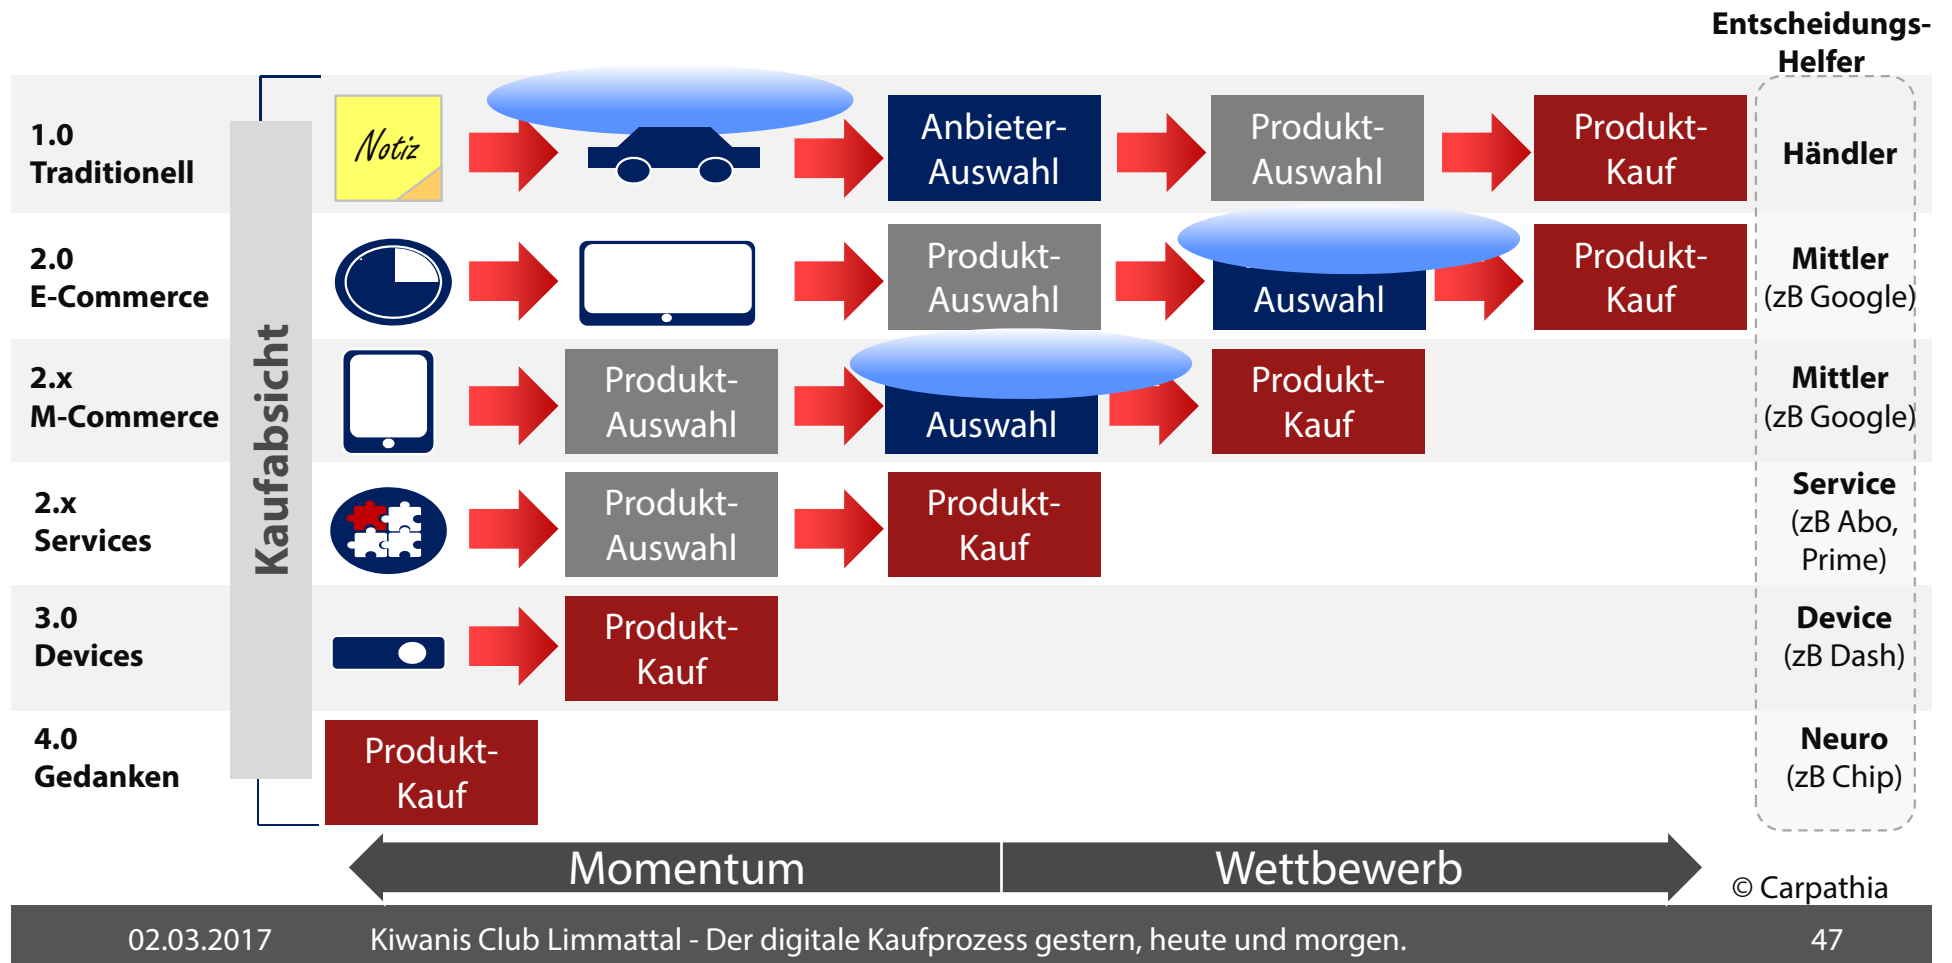 Entscheidungs-
Helfer
1.0
Traditionell
Notiz
Anbieter-
Auswahl
Produkt-
Auswahl
Produkt-
Kauf
Händler
2.0
E-Commerce
Produkt-
Auswahl
Auswahl
Produkt-
Kauf
Mittler
(zB Google)
2.x
M-Commerce
Produkt-
Auswahl
Auswahl
Produkt-
Kauf
Mittler
(zB Google)
2.x
Services
Produkt-
Auswahl
Produkt-
Kauf
Service
(zB Abo,
Prime)
3.0
Devices
Produkt-
Kauf
Device
(zB Dash)
4.0
Gedanken
Produkt-
Kauf
Neuro
(zB Chip)
Kaufabsicht
Momentum
Wettbewerb
© Carpathia
02.03.2017
Kiwanis Club Limmattal - Der digitale Kaufprozess gestern, heute und morgen.
47